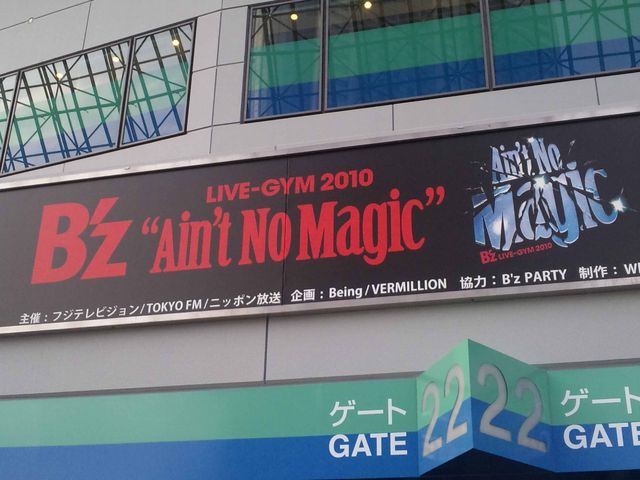 LIVE-GYM 2010
B'z "Ain't No Magic"
Ain't No
Magic
B'z LIVE-GYM 2010
主催：フジテレビジョン/TOKYO FM/ニッポン放送 企画：Being/VERMILLION 協力：B'z PARTY 制作：
ゲート 22 22 ゲート
GATE GATE